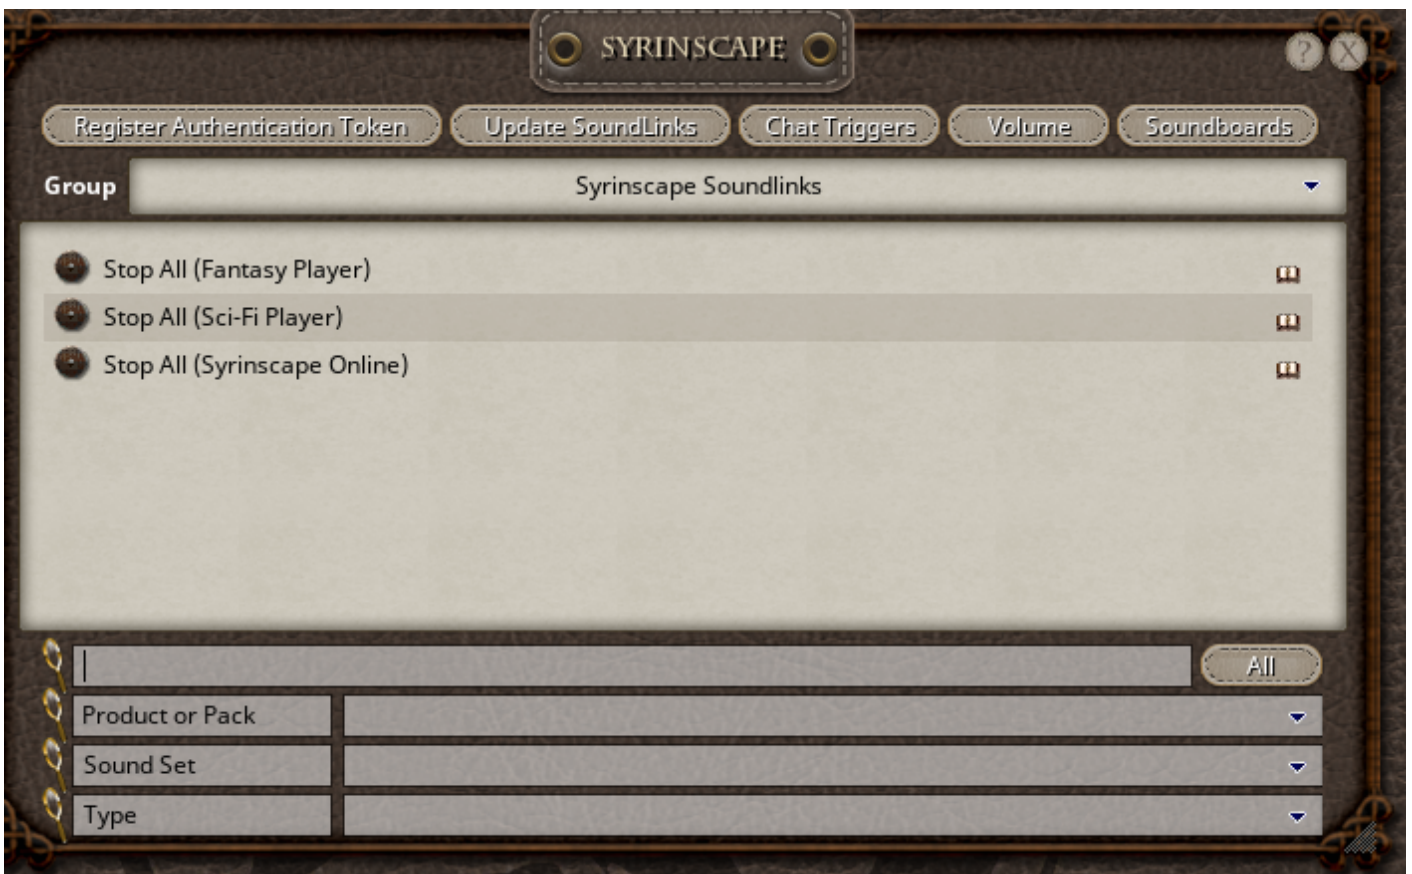 SYRINSCAPE
? X
Register Authentication Token Update SoundLinks Chat Triggers Volume Soundboards
Group Syrinscape Soundlinks
Stop All (Fantasy Player)
Stop All (Sci-Fi Player)
Stop All (Syrinscape Online)
All
Product or Pack
Sound Set
Type